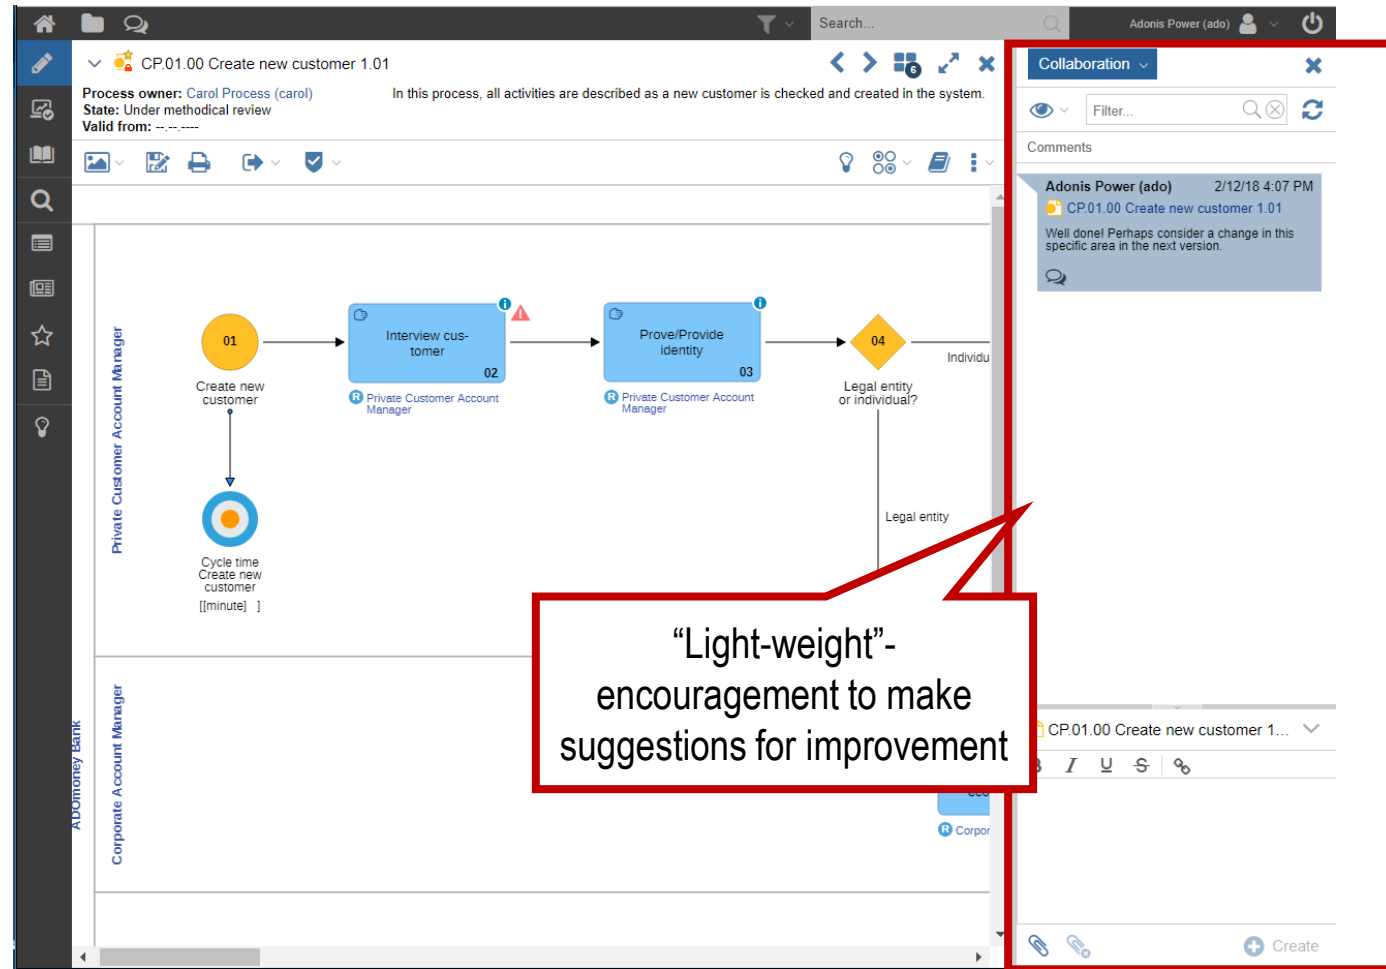 Search...
Adonis Power (ado)
CP.01.00 Create new customer 1.01
6
Process owner: Carol Process (carol)
State: Under methodical review
Valid from: --.--.----
In this process, all activities are described as a new customer is checked and created in the system.
Collaboration
Filter...
Comments
Adonis Power (ado) 2/12/18 4:07 PM
CP.01.00 Create new customer 1.01
Well done! Perhaps consider a change in this
specific area in the next version.
ADOmoney Bank
Private Customer Account Manager
01
Create new
customer
Interview cus-
tomer
02
R Private Customer Account
Manager
Prove/Provide
identity
03
R Private Customer Account
Manager
04
Legal entity
or individual?
Individu
Legal entity
Cycle time
Create new
customer
[[minute] ]
“Light-weight”-
encouragement to make
suggestions for improvement
Corporate Account Manager
R Corpor
CP.01.00 Create new customer 1...
B I U S
Create